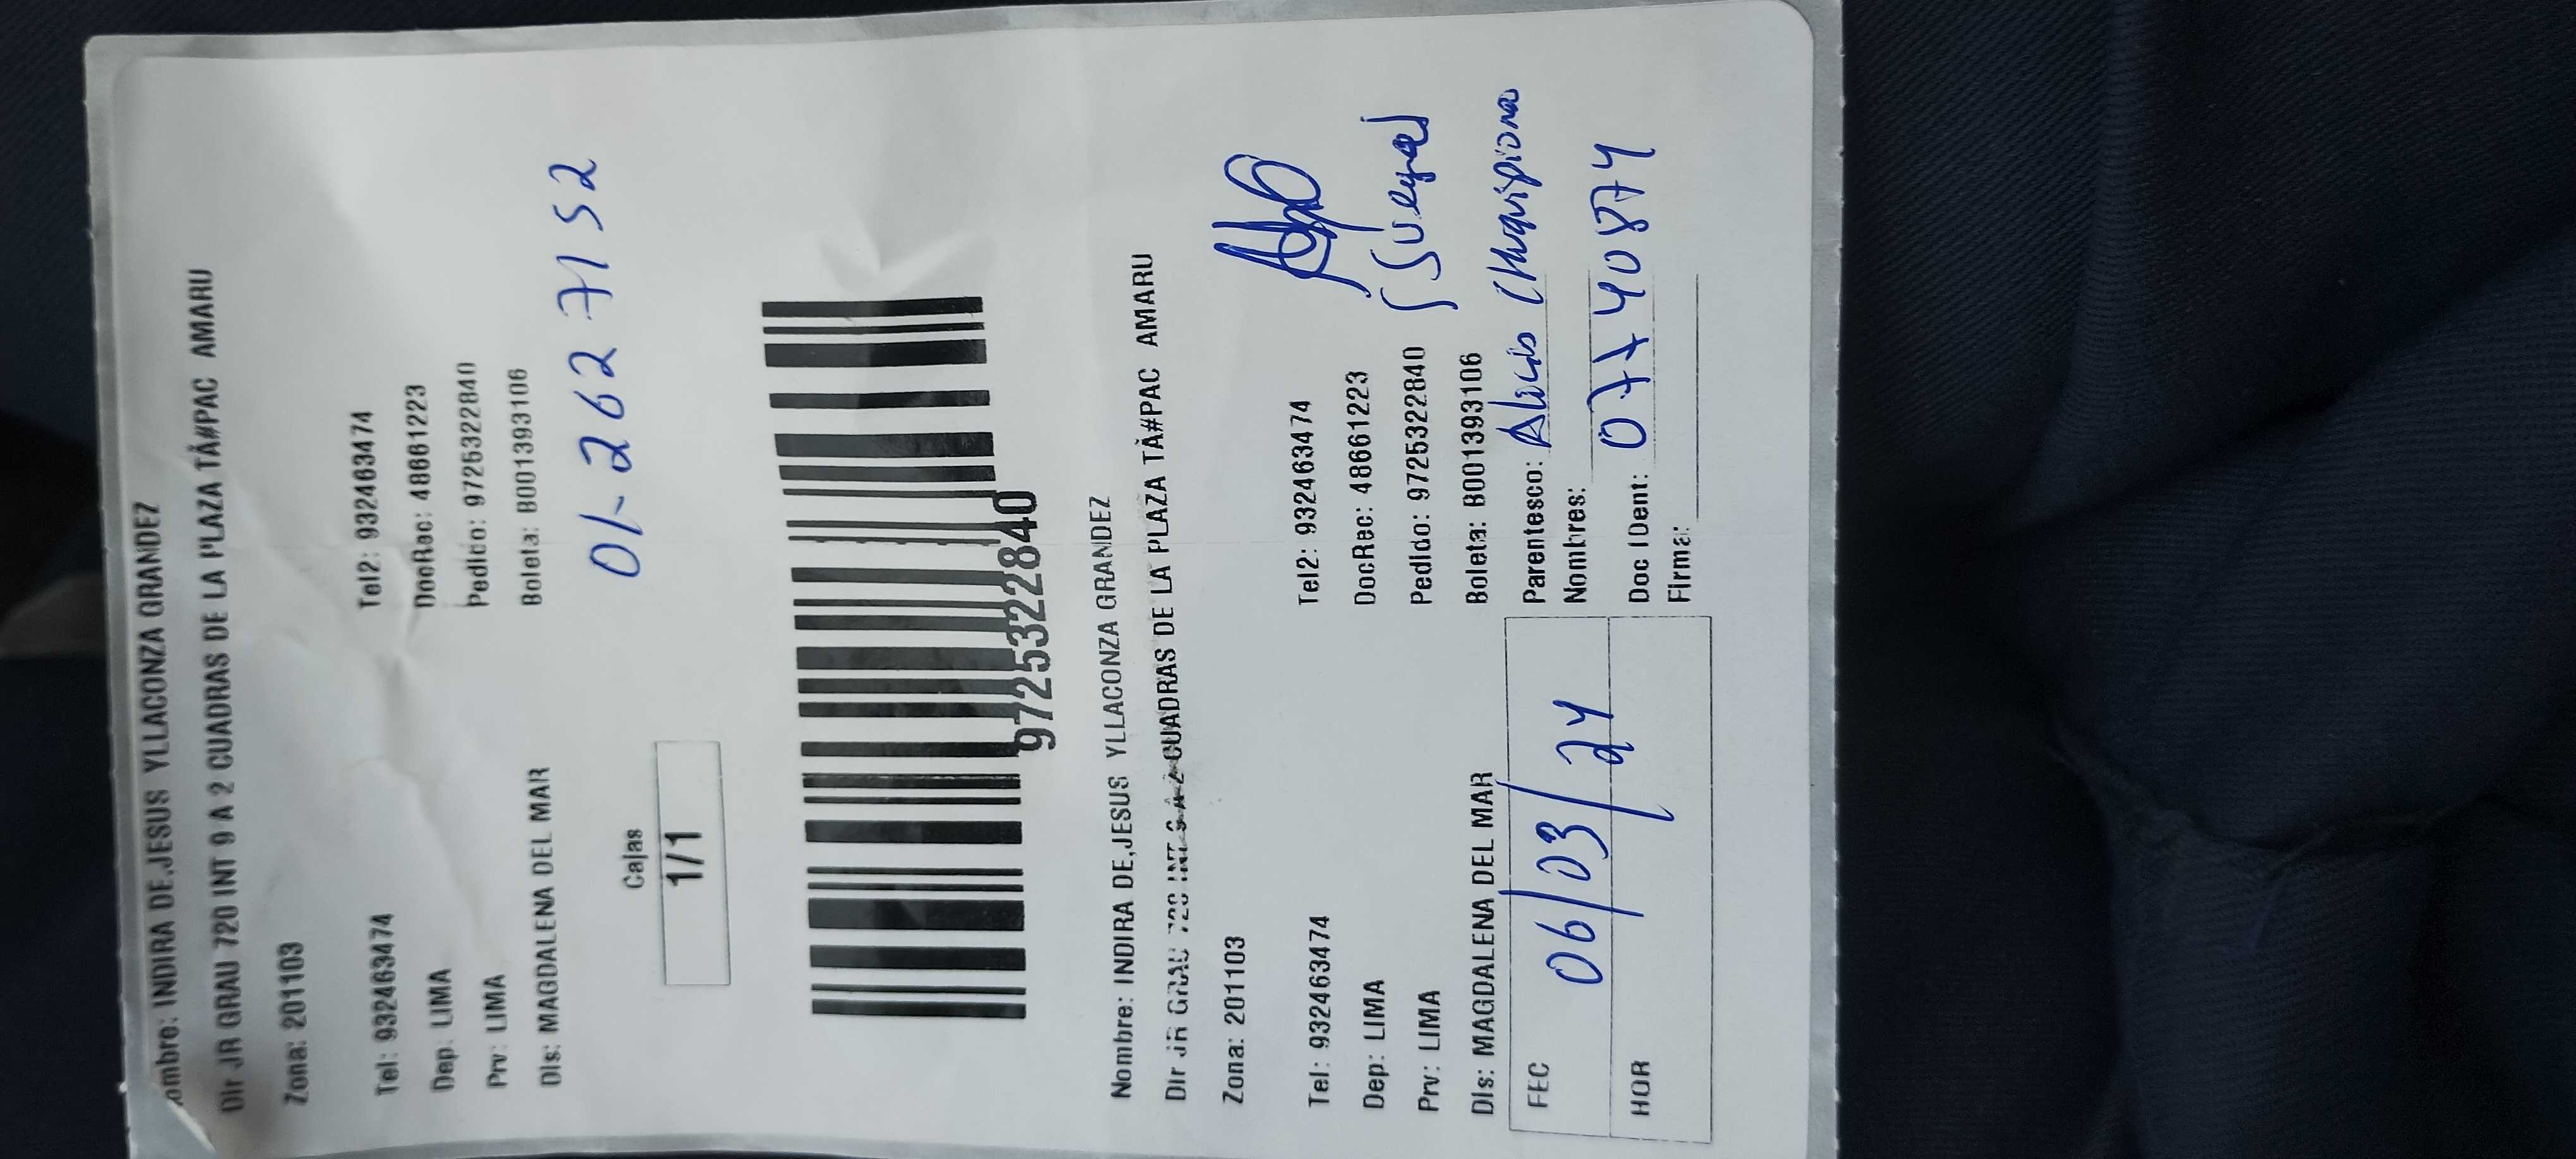 ombre: INDIRA DE JESUS YLLACONZA GRANDEZ
Dir JR GRAU 720 INT 9 A 2 CUADRAS DE LA PLAZA TÀ#PAC AMARU
Zona: 201103
Tel: 932463474 Tel2: 932463474
Dep: LIMA DocRec: 48661223
Prv: LIMA Pedido: 9725322840
Dis: MAGDALENA DEL MAR Boleta: B001393106
01-262 7152
Cajas
1/1
9725322840
Nombre: INDIRA DE JESUS YLLACONZA GRANDEZ
Dir JR GRAU 720 INT 9 A 2 CUADRAS DE LA PLAZA TÀ#PAC AMARU
Zona: 201103
Tel: 932463474 Tel2: 932463474
Dep: LIMA DocRec: 48661223
Prv: LIMA Pedido: 9725322840
Dis: MAGDALENA DEL MAR Boleta: B001393106
FEC 06/03/24
HOR
Parentesco:
Nombres:
Doc IDent: 07740874
Firma: